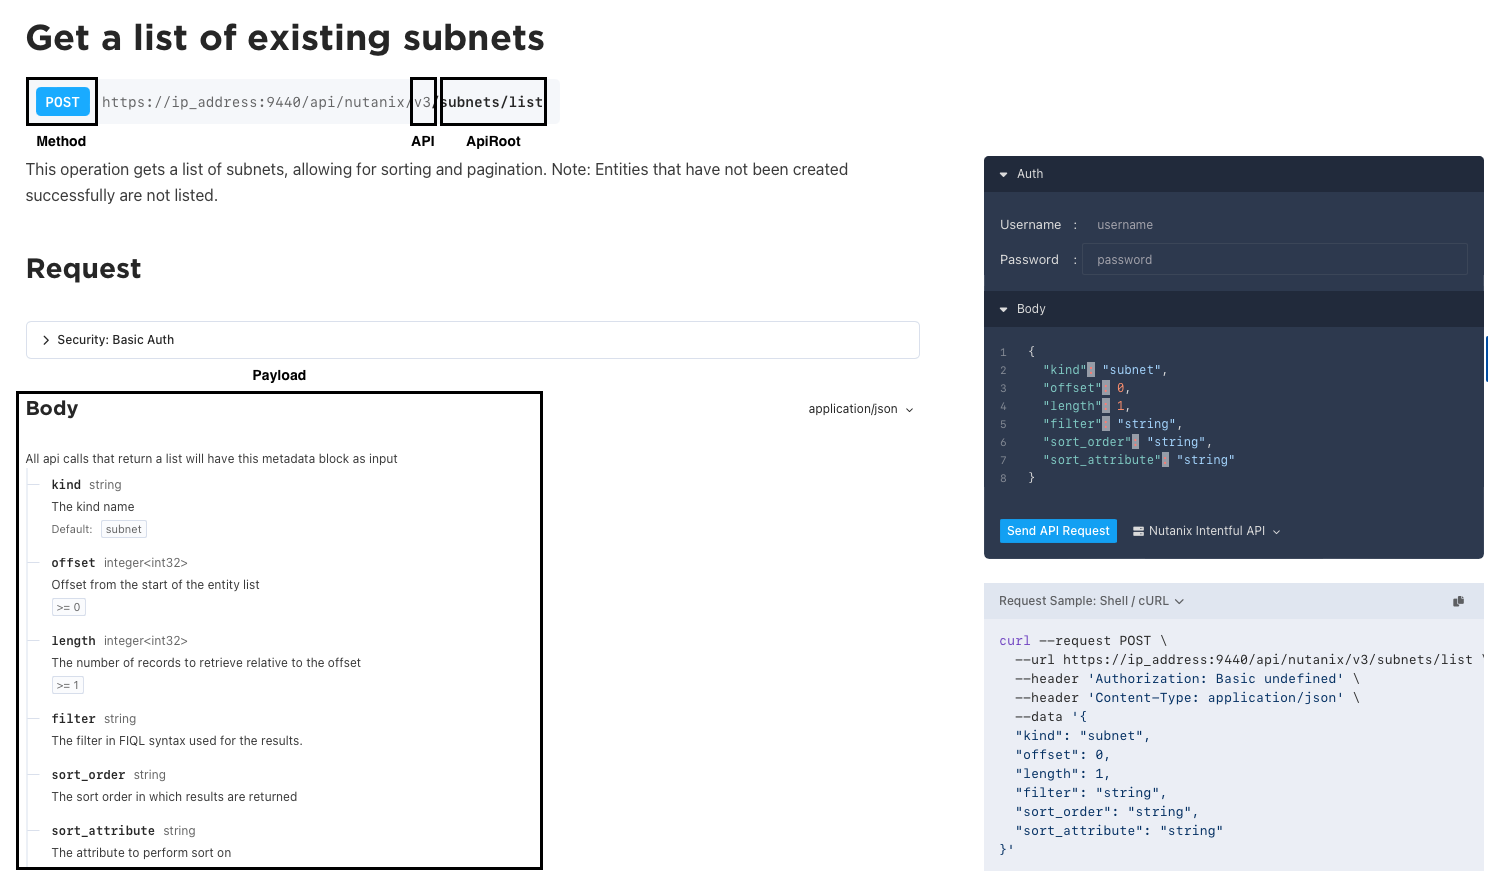 Get a list of existing subnets
POST https://ip_address:9440/api/nutanix/v3/subnets/list
Method API ApiRoot
This operation gets a list of subnets, allowing for sorting and pagination. Note: Entities that have not been created
successfully are not listed.
Request
Security: Basic Auth
Payload
Body
application/json
All api calls that return a list will have this metadata block as input
kind string
The kind name
Default: subnet
offset integer<int32>
Offset from the start of the entity list
>= 0
length integer<int32>
The number of records to retrieve relative to the offset
>= 1
filter string
The filter in FIQL syntax used for the results.
sort_order string
The sort order in which results are returned
sort_attribute string
The attribute to perform sort on
Auth
Username : username
Password : password
Body
1 {
2 "kind": "subnet",
3 "offset": 0,
4 "length": 1,
5 "filter": "string",
6 "sort_order": "string",
7 "sort_attribute": "string"
8 }
Send API Request Nutanix Intentful API
Request Sample: Shell / cURL
curl --request POST \
--url https://ip_address:9440/api/nutanix/v3/subnets/list \
--header 'Authorization: Basic undefined' \
--header 'Content-Type: application/json' \
--data '{
"kind": "subnet",
"offset": 0,
"length": 1,
"filter": "string",
"sort_order": "string",
"sort_attribute": "string"
}'